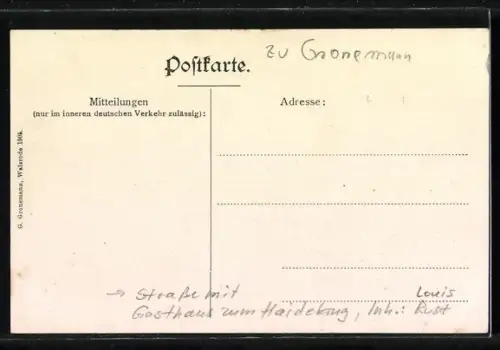 zu Gronemann
Postkarte.
Mitteilungen
(nur im inneren deutschen Verkehr zulässig):
Adresse:
G. Gronemann, Walsrode 1908.
→ Straße mit Louis
Gasthaus zum Haidekrug, Inh.: Rust